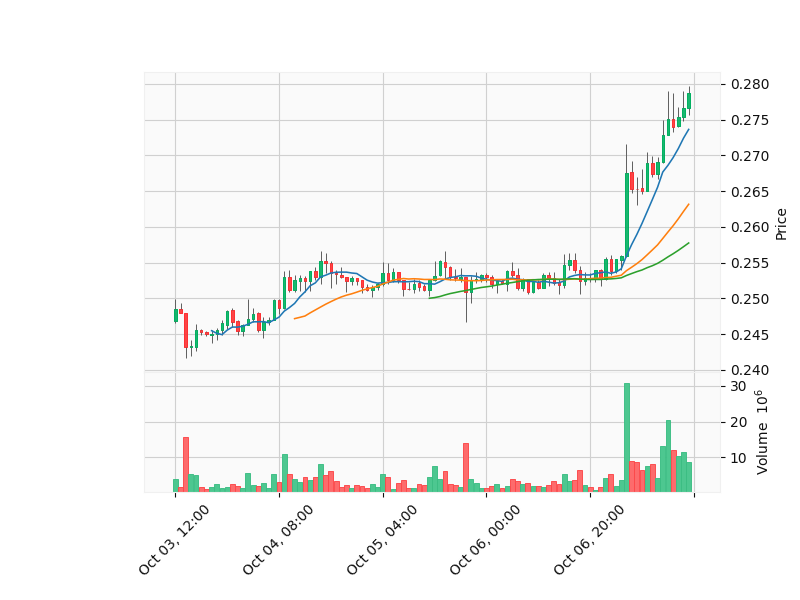 0.280
0.275
0.270
0.265
0.260
0.255
0.250
0.245
0.240
Price
30
20
10
Volume 10⁶
Oct 03, 12:00
Oct 04, 08:00
Oct 05, 04:00
Oct 06, 00:00
Oct 06, 20:00